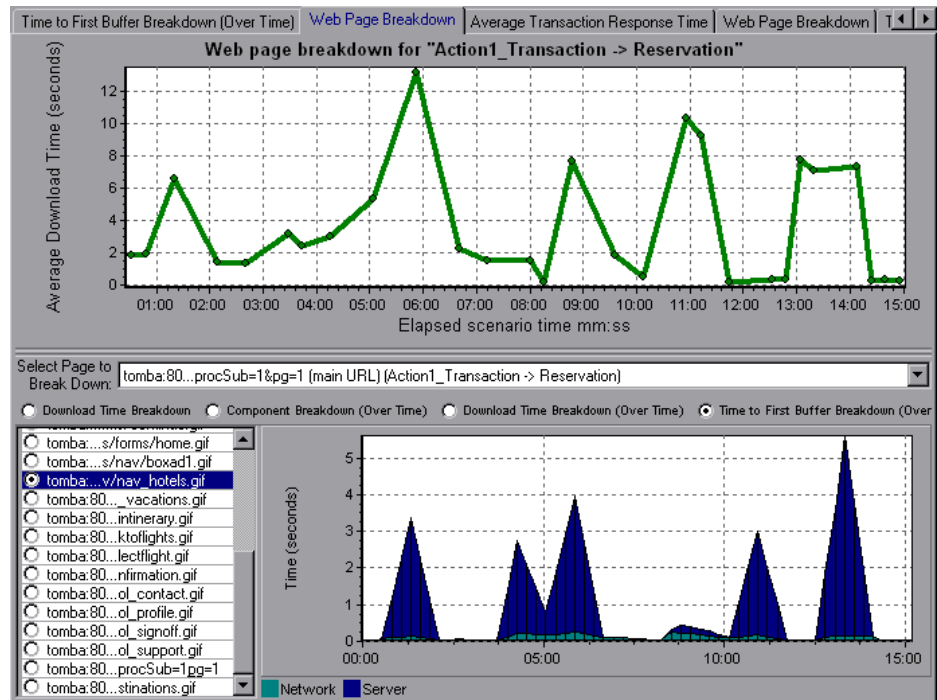 Time to First Buffer Breakdown (Over Time) Web Page Breakdown Average Transaction Response Time Web Page Breakdown
Web page breakdown for "Action1_Transaction -> Reservation"
Average Download Time (seconds)
12
10
8
6
4
2
0
01:00 02:00 03:00 04:00 05:00 06:00 07:00 08:00 09:00 10:00 11:00 12:00 13:00 14:00 15:00
Elapsed scenario time mm:ss
Select Page to
Break Down:
tomba:80...procSub=1&pg=1 (main URL) (Action1_Transaction -> Reservation)
Download Time Breakdown Component Breakdown (Over Time) Download Time Breakdown (Over Time) Time to First Buffer Breakdown (Over
tomba:...s/forms/home.gif
tomba:...s/nav/boxad1.gif
tomba:...v/nav_hotels.gif
tomba:80..._vacations.gif
tomba:80...intinerary.gif
tomba:80...ktoflights.gif
tomba:80...lectflight.gif
tomba:80...nfirmation.gif
tomba:80...ol_contact.gif
tomba:80...ol_profile.gif
tomba:80...ol_signoff.gif
tomba:80...ol_support.gif
tomba:80...procSub=1pg=1
tomba:80...stinations.gif
Time (seconds)
5
4
3
2
1
0
00:00 05:00 10:00 15:00
Network Server